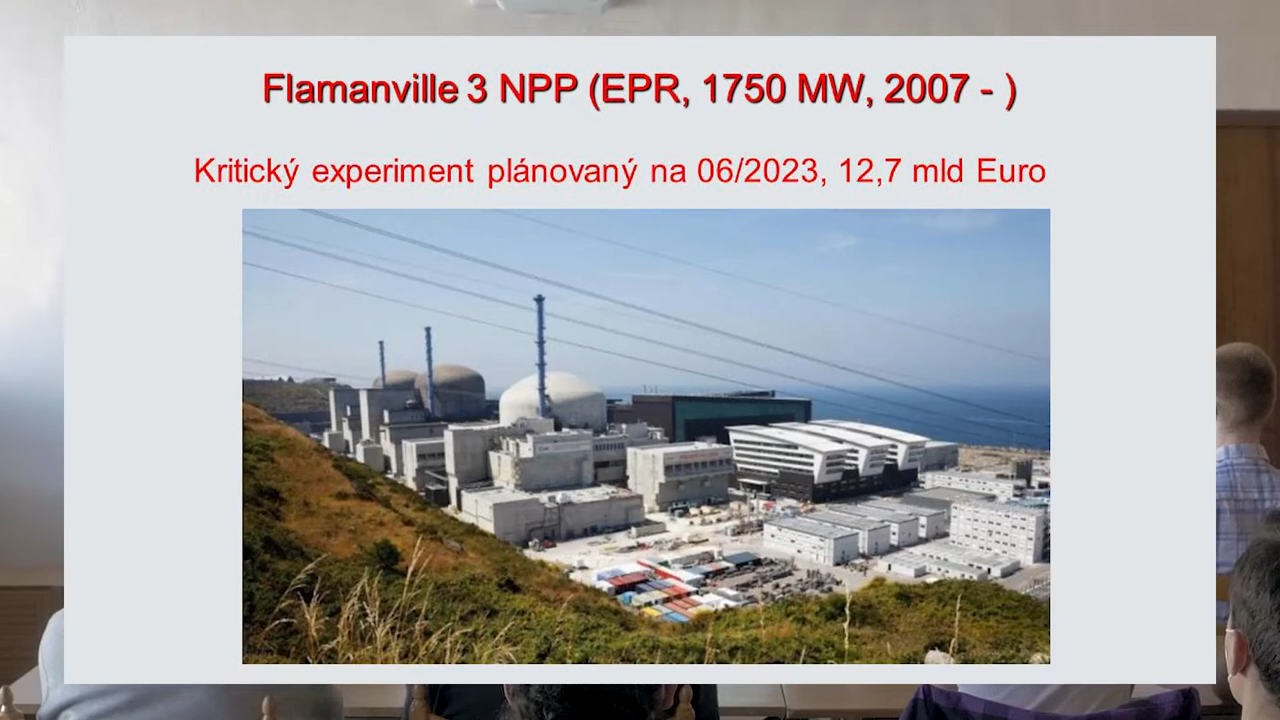 Flamanville 3 NPP (EPR, 1750 MW, 2007 - )
Kritický experiment plánovaný na 06/2023, 12,7 mld Euro